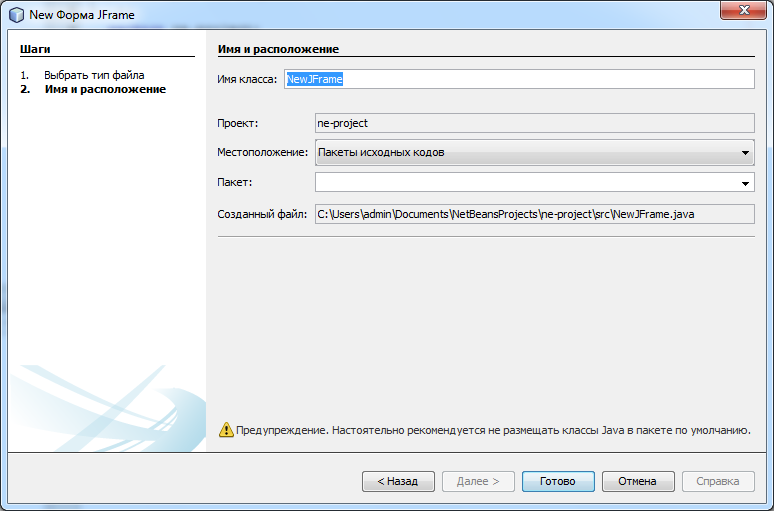 New Форма JFrame
Шаги
1. Выбрать тип файла
2. Имя и расположение
Имя и расположение
Имя класса: NewJFrame
Проект: ne-project
Местоположение: Пакеты исходных кодов
Пакет:
Созданный файл: C:\Users\admin\Documents\NetBeansProjects\ne-project\src\NewJFrame.java
Предупреждение. Настоятельно рекомендуется не размещать классы Java в пакете по умолчанию.
< Назад
Далее >
Готово
Отмена
Справка